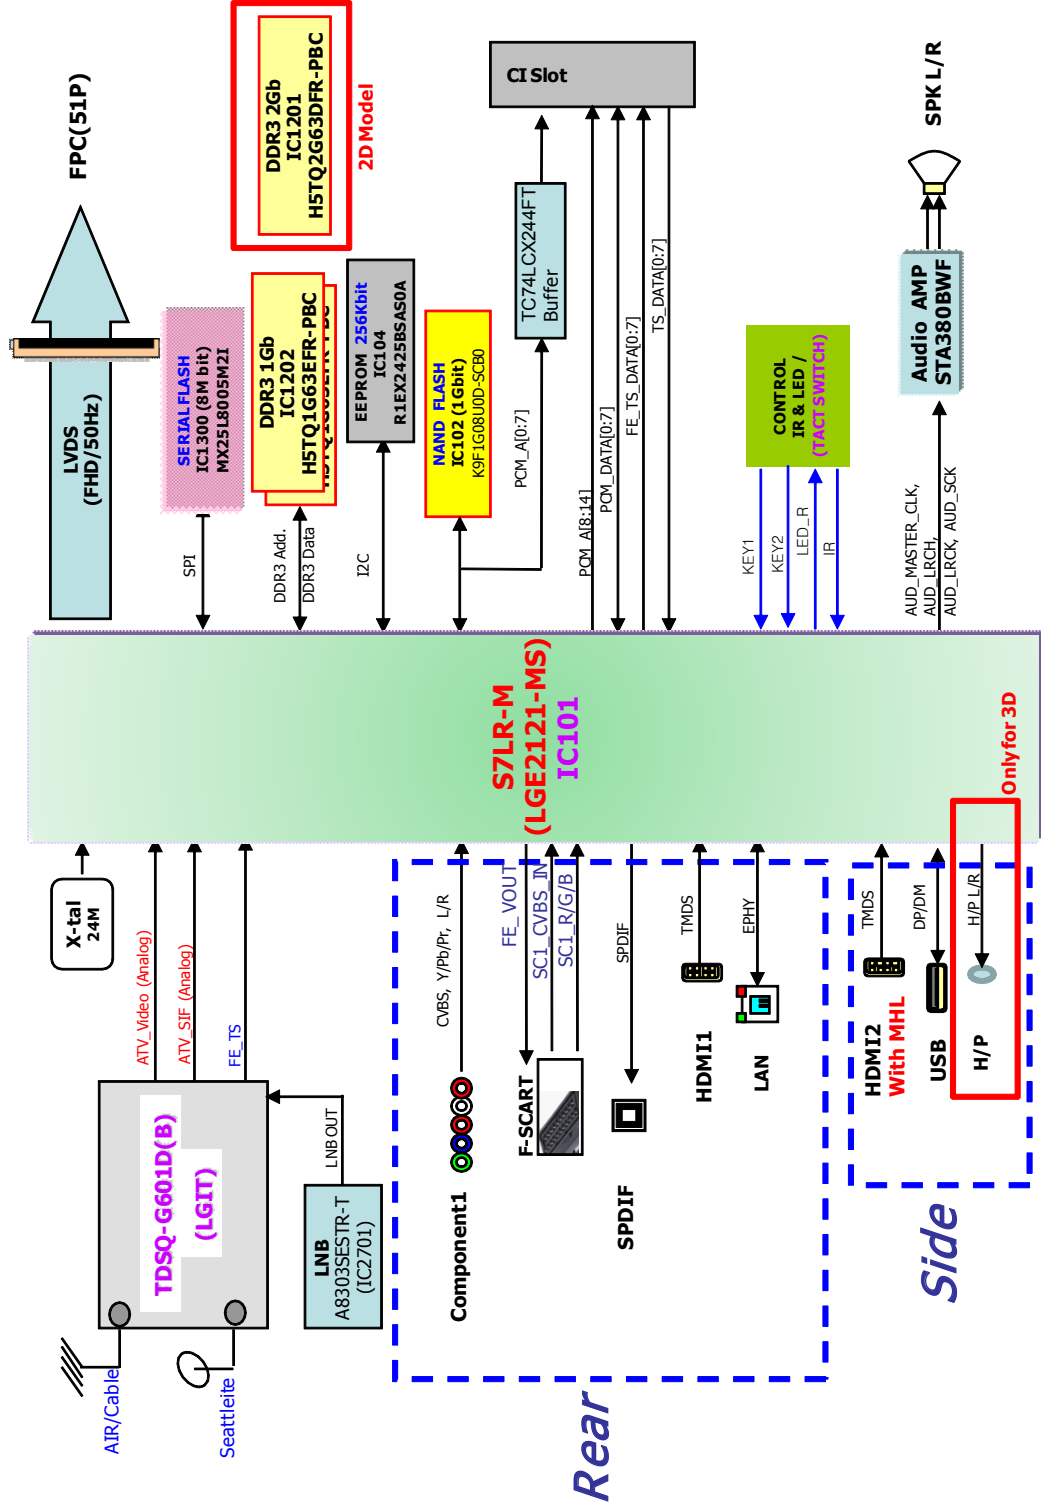 AIR/Cable
Seattleite
TDSQ-G601D(B)
(LGIT)
LNB
A8303SESTR-T
(IC2701)
LNB OUT
X-tal
24M
ATV_Video (Analog)
ATV_SIF (Analog)
FE_TS
Rear
Component1
CVBS, Y/Pb/Pr, L/R
F-SCART
FE_VOUT
SC1_CVBS_IN
SC1_R/G/B
SPDIF
SPDIF
HDMI1
TMDS
LAN
EPHY
Side
HDMI2
With MHL
TMDS
USB
DP/DM
H/P
H/P L/R
Only for 3D
S7LR-M
(LGE2121-MS)
IC101
LVDS
(FHD/50Hz)
FPC(51P)
SPI
SERIAL FLASH
IC1300 (8M bit)
MX25L8005M2I
DDR3 Add.
DDR3 Data
DDR3 1Gb
IC1202
H5TQ1G63EFR-PBC
DDR3 2Gb
IC1201
H5TQ2G63DFR-PBC
2D Model
I2C
EEPROM 256Kbit
IC104
R1EX2425BSAS0A
NAND FLASH
IC102 (1Gbit)
K9F1G08U0D-SCB0
PCM_A[0:7]
TC74LCX244FT
Buffer
CI Slot
PCM_A[8:14]
PCM_DATA[0:7]
FE_TS_DATA[0:7]
TS_DATA[0:7]
KEY1
KEY2
LED_R
IR
CONTROL
IR & LED /
(TACT SWITCH)
AUD_MASTER_CLK,
AUD_LRCH,
AUD_LRCK, AUD_SCK
Audio AMP
STA380BWF
SPK L/R